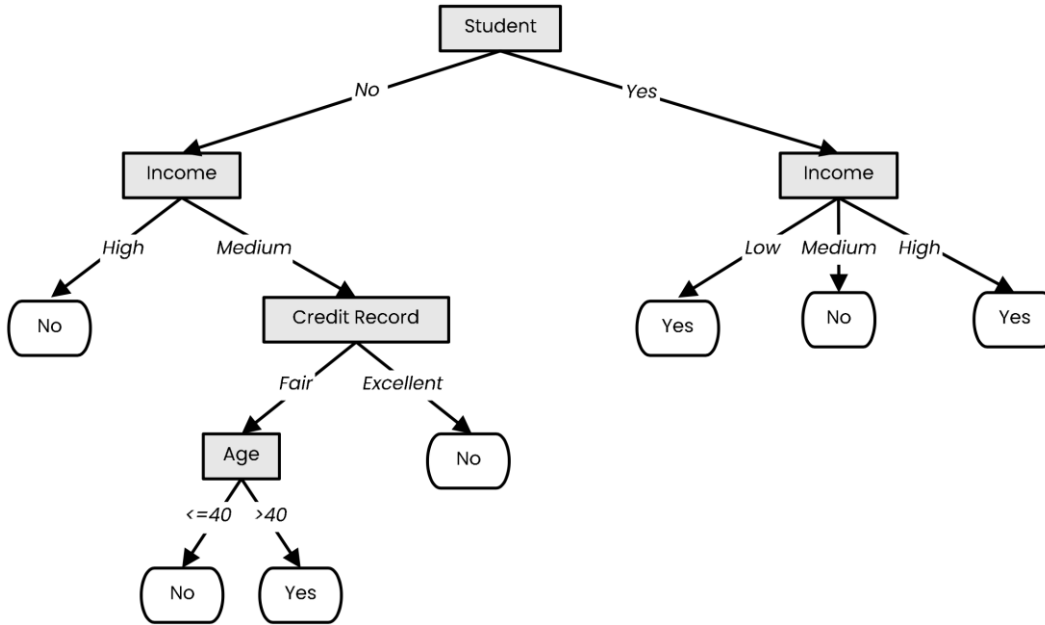 Student
No
Yes
Income
Income
High
Medium
Low
Medium
High
No
Credit Record
Yes
No
Yes
Fair
Excellent
Age
No
<=40
>40
No
Yes